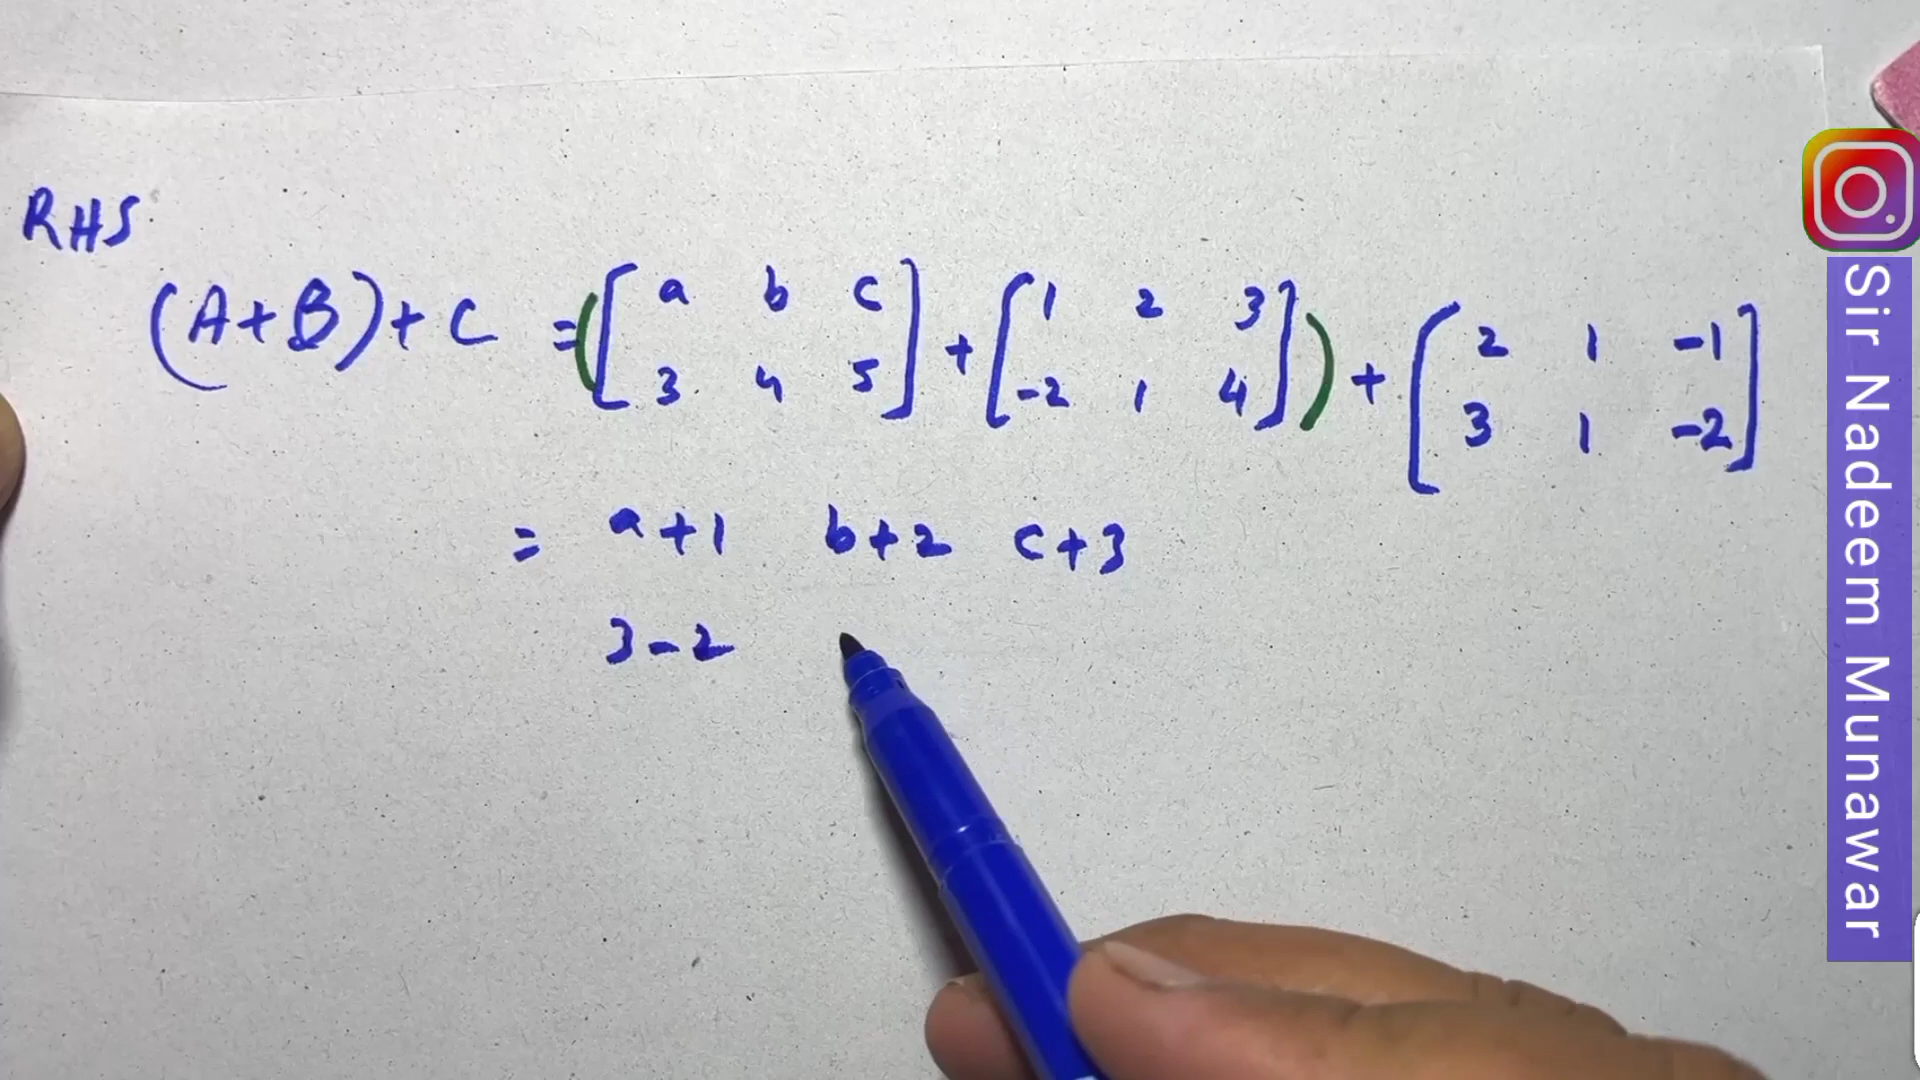 RHS
(A+B)+C = ([a b c
3 4 5] + [1 2 3
-2 1 4]) + [2 1 -1
3 1 -2]
= a+1 b+2 c+3
3-2
Sir Nadeem Munawar